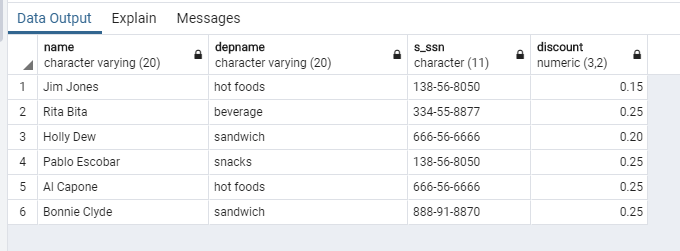 Data Output Explain Messages
name depname s_ssn discount
character varying (20) character varying (20) character (11) numeric (3,2)
1 Jim Jones hot foods 138-56-8050 0.15
2 Rita Bita beverage 334-55-8877 0.25
3 Holly Dew sandwich 666-56-6666 0.20
4 Pablo Escobar snacks 138-56-8050 0.25
5 Al Capone hot foods 666-56-6666 0.25
6 Bonnie Clyde sandwich 888-91-8870 0.25